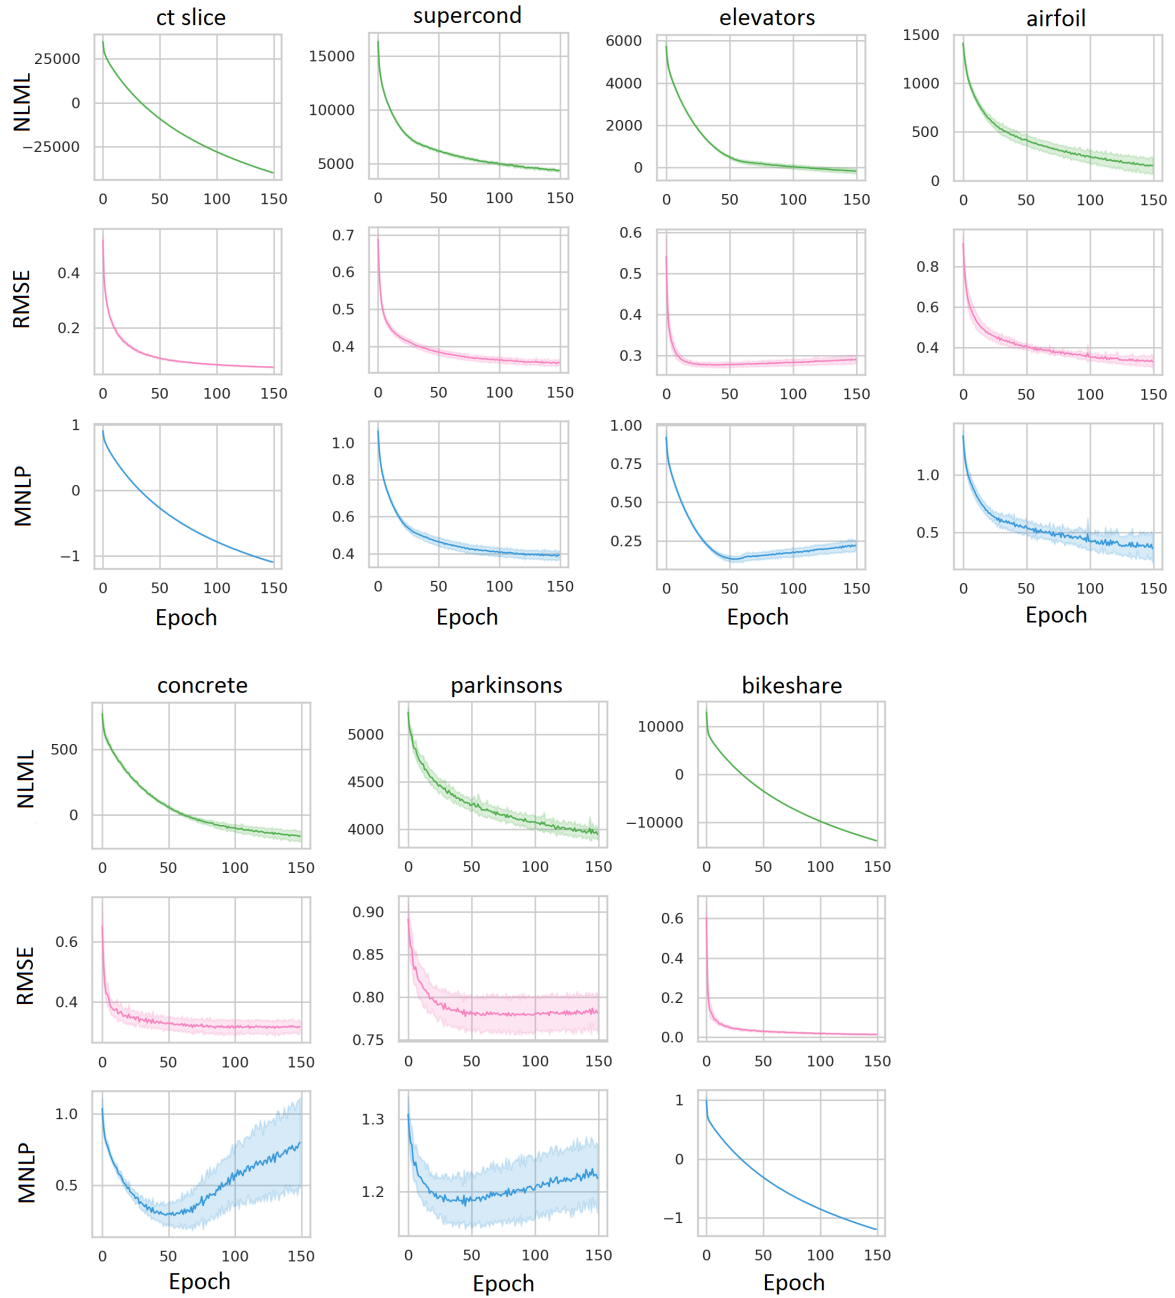 ct slice supercond elevators airfoil
NLML
25000
0
−25000
0 50 100 150
15000
10000
5000
0 50 100 150
6000
4000
2000
0
0 50 100 150
1500
1000
500
0
0 50 100 150
RMSE
0.4
0.2
0 50 100 150
0.7
0.6
0.5
0.4
0 50 100 150
0.6
0.5
0.4
0.3
0 50 100 150
0.8
0.6
0.4
0 50 100 150
MNLP
1
0
−1
0 50 100 150
1.0
0.8
0.6
0.4
0 50 100 150
1.00
0.75
0.50
0.25
0 50 100 150
1.0
0.5
0 50 100 150
Epoch Epoch Epoch Epoch
concrete parkinsons bikeshare
NLML
500
0
0 50 100 150
5000
4500
4000
0 50 100 150
10000
0
−10000
0 50 100 150
RMSE
0.6
0.4
0 50 100 150
0.90
0.85
0.80
0.75
0 50 100 150
0.6
0.4
0.2
0.0
0 50 100 150
MNLP
1.0
0.5
0 50 100 150
1.3
1.2
0 50 100 150
1
0
−1
0 50 100 150
Epoch Epoch Epoch